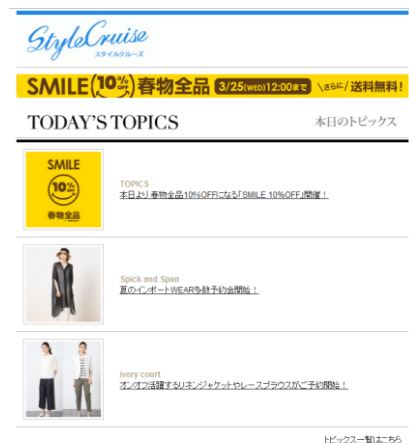 StyleCruise
スタイルクルーズ
SMILE(10%)春物全品 3/25(WED)12:00まで \さらに/送料無料!
TODAY'S TOPICS 本日のトピックス
SMILE
10%
春物全品
TOPICS
本日より春物全品10%OFFになる「SMILE 10%OFF」開催！
Spick and Span
夏のインポートWEAR多数予約会開始！
ivory court
オンオフ活躍するリネンジャケットやレースブラウスがご予約開始！
トピックス一覧はこちら